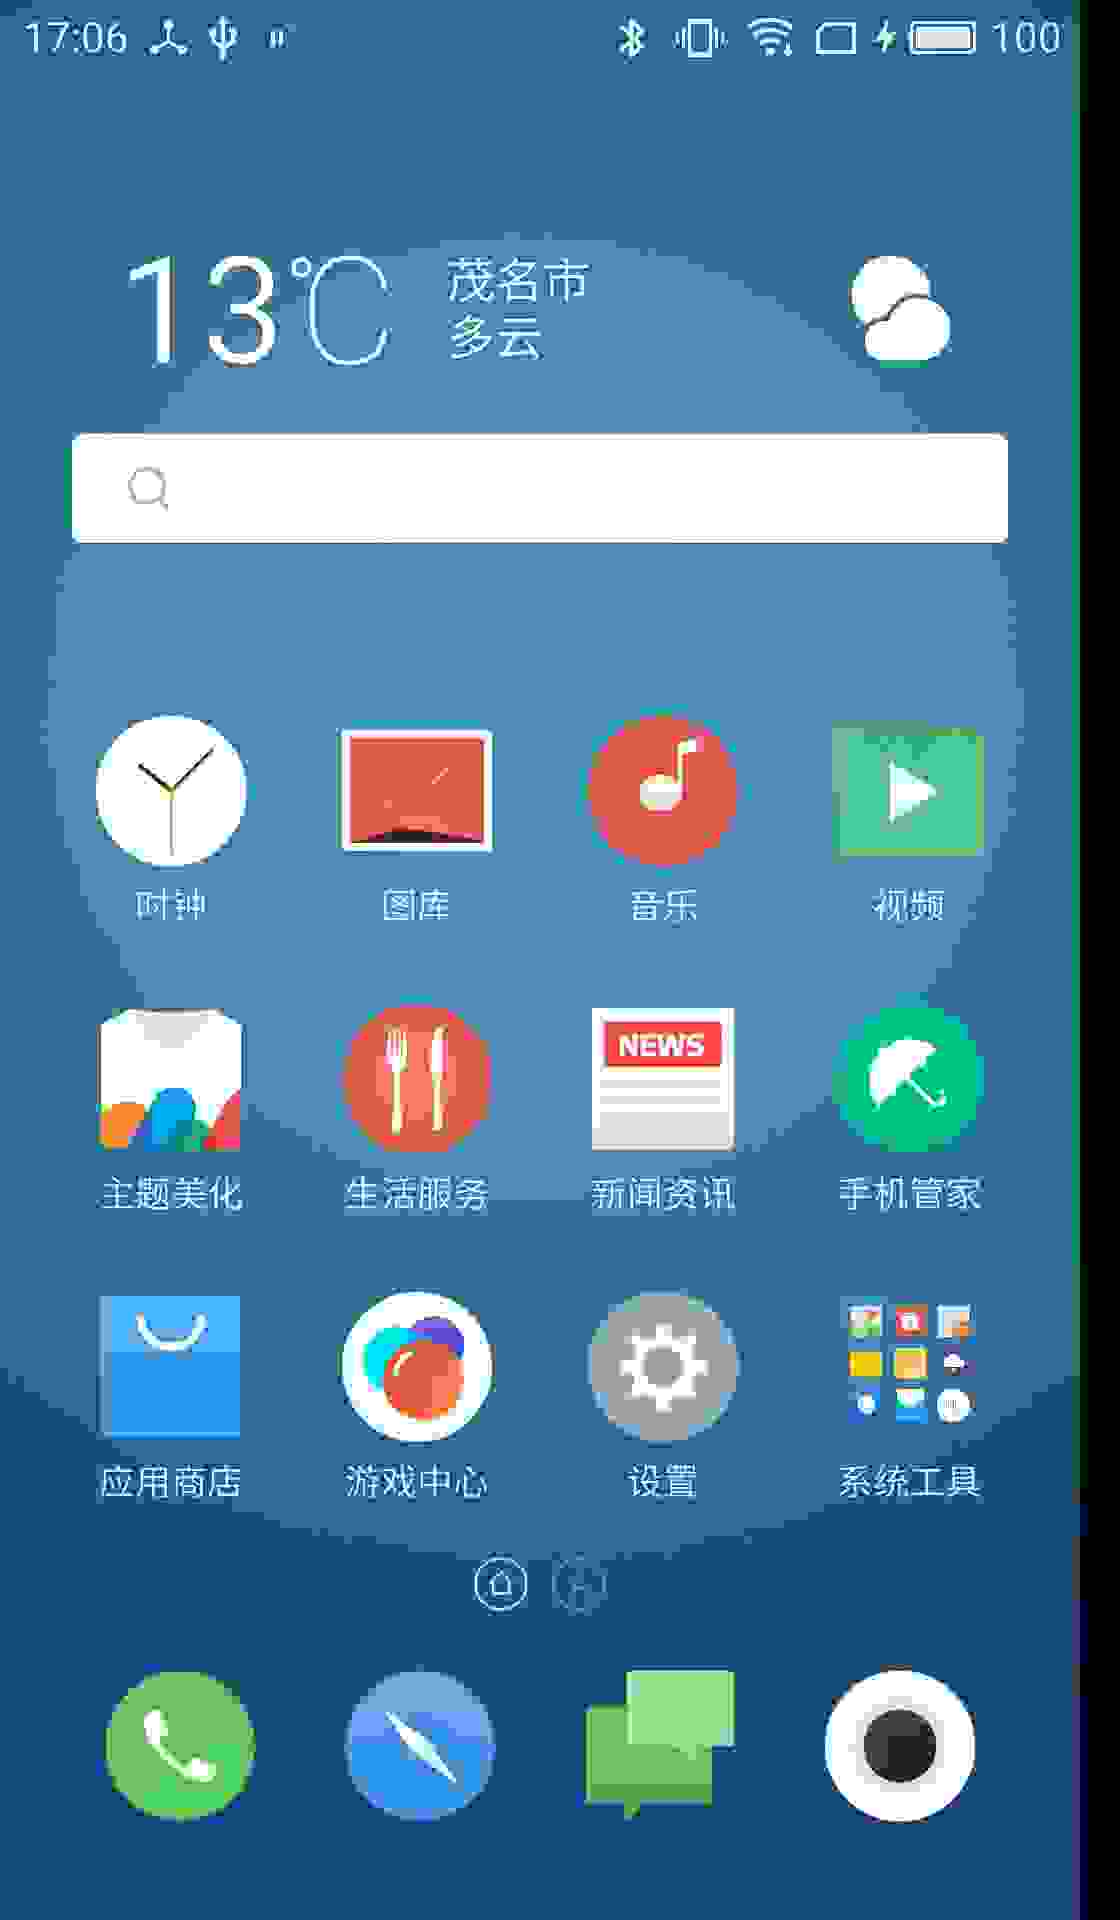 17:06
100
13℃
茂名市
多云
时钟
图库
音乐
视频
NEWS
主题美化
生活服务
新闻资讯
手机管家
应用商店
游戏中心
设置
系统工具